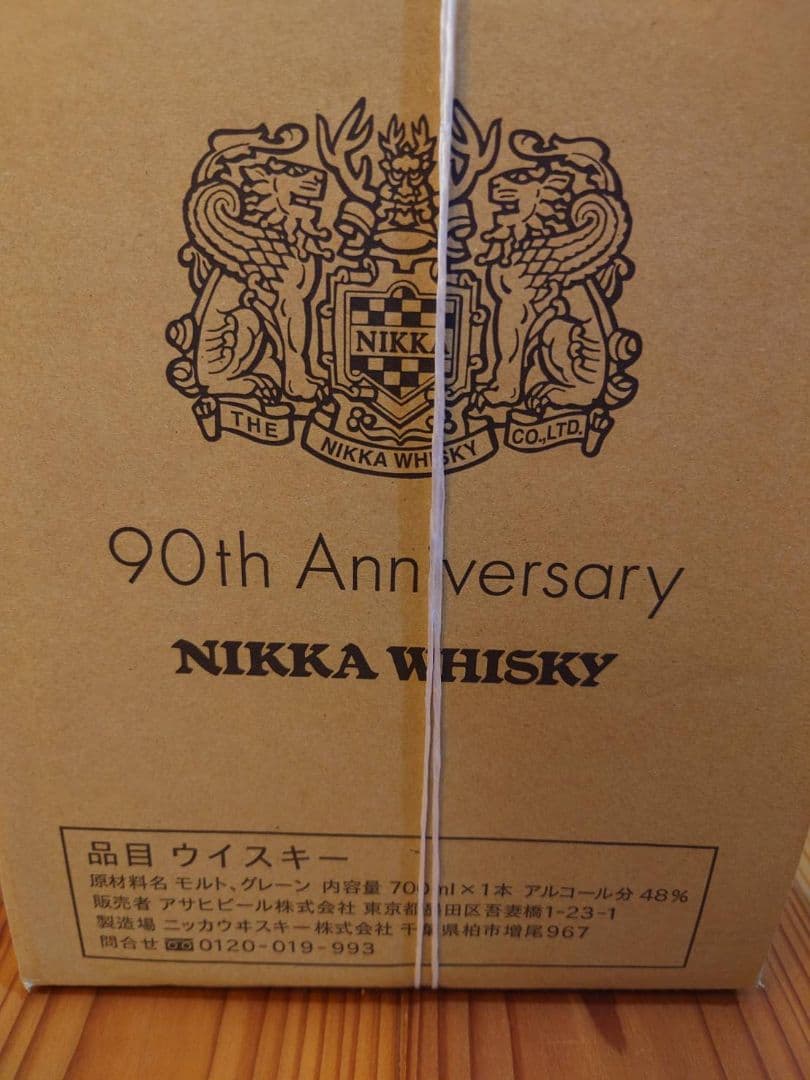 NIKKA
THE NIKKA WHISKY CO.,LTD.
90th Anniversary
NIKKA WHISKY
品目 ウイスキー
原材料名 モルト、グレーン 内容量 700ml×1本 アルコール分 48%
販売者 アサヒビール株式会社 東京都墨田区吾妻橋1-23-1
製造場 ニッカウヰスキー株式会社 千葉県柏市増尾967
問合せ 0120-019-993